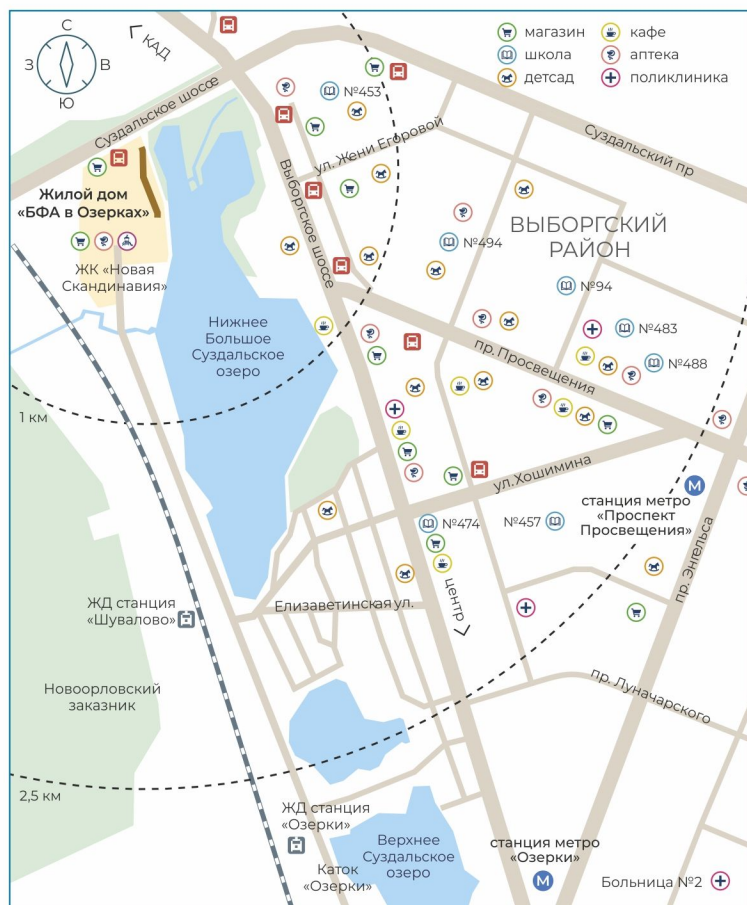 С
З
В
Ю
КАД
магазин
кафе
школа
аптека
детсад
поликлиника
№453
Суздальское шоссе
Суздальский пр
ул. Жени Егоровой
Выборгское шоссе
Жилой дом
«БФА в Озерках»
ВЫБОРГСКИЙ
РАЙОН
№494
ЖК «Новая
Скандинавия»
№94
Нижнее
Большое
Суздальское
озеро
№483
№488
пр. Просвещения
1 км
ул.Хошимина
станция метро
«Проспект
Просвещения»
М
№474
№457
пр. Энгельса
центр
ЖД станция
«Шувалово»
Елизаветинская ул.
Новоорловский
заказник
пр. Луначарского
2,5 км
ЖД станция
«Озерки»
Каток
«Озерки»
Верхнее
Суздальское
озеро
станция метро
«Озерки»
М
Больница №2